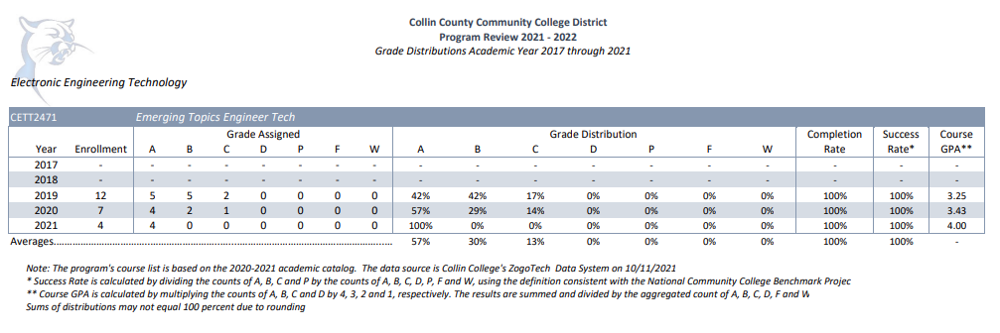 Collin County Community College District
Program Review 2021 - 2022
Grade Distributions Academic Year 2017 through 2021
Electronic Engineering Technology
CETT2471 Emerging Topics Engineer Tech
Grade Assigned Grade Distribution Completion Success Course
Year Enrollment A B C D P F W A B C D P F W Rate Rate* GPA**
2017 - - - - - - - - - - - - - - - - - -
2018 - - - - - - - - - - - - - - - - - -
2019 12 5 5 2 0 0 0 0 42% 42% 17% 0% 0% 0% 0% 100% 100% 3.25
2020 7 4 2 1 0 0 0 0 57% 29% 14% 0% 0% 0% 0% 100% 100% 3.43
2021 4 4 0 0 0 0 0 0 100% 0% 0% 0% 0% 0% 0% 100% 100% 4.00
Averages................................................................................ 57% 30% 13% 0% 0% 0% 0% 100% 100% -
Note: The program's course list is based on the 2020-2021 academic catalog. The data source is Collin College's ZogoTech Data System on 10/11/2021
* Success Rate is calculated by dividing the counts of A, B, C and P by the counts of A, B, C, D, P, F and W, using the definition consistent with the National Community College Benchmark Projec
** Course GPA is calculated by multiplying the counts of A, B, C and D by 4, 3, 2 and 1, respectively. The results are summed and divided by the aggregated count of A, B, C, D, F and W
Sums of distributions may not equal 100 percent due to rounding